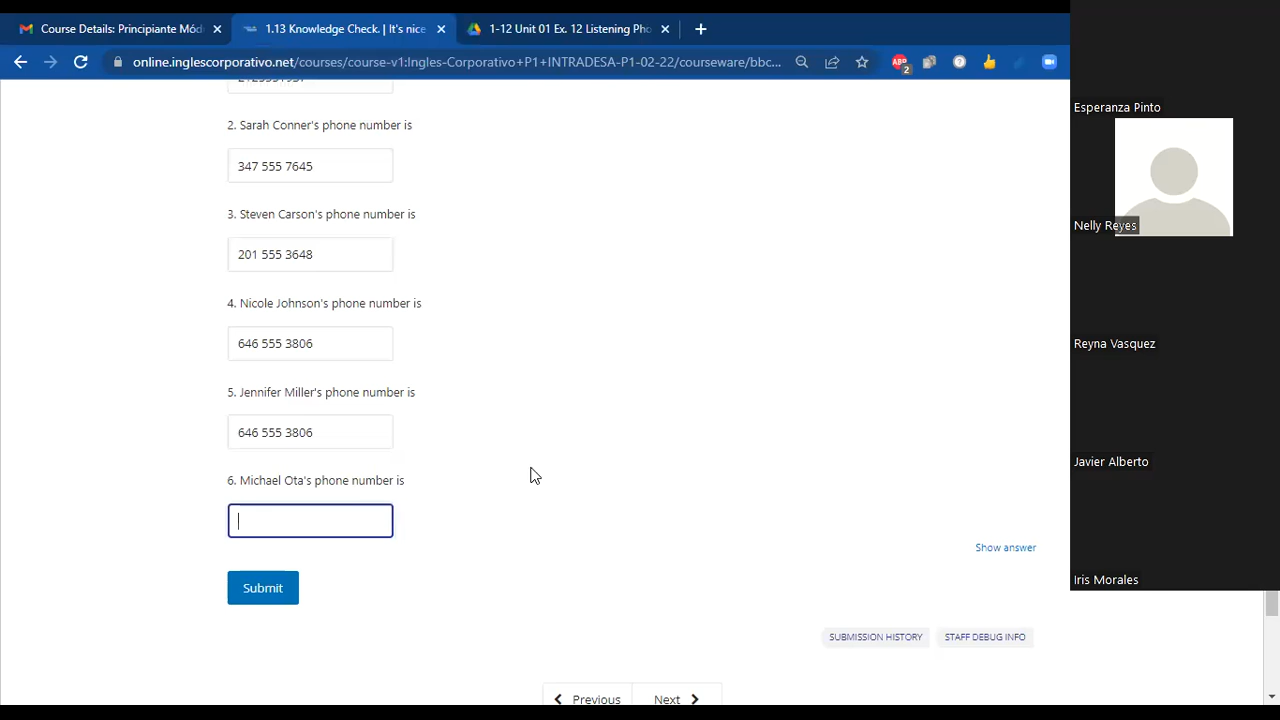 Course Details: Principiante Mód
1.13 Knowledge Check. | It's nice
1-12 Unit 01 Ex. 12 Listening Pho
online.inglescorporativo.net/courses/course-v1:Ingles-Corporativo+P1+INTRADESA-P1-02-22/courseware/bbc...
ABP
2
Esperanza Pinto
2. Sarah Conner's phone number is
347 555 7645
3. Steven Carson's phone number is
Nelly Reyes
201 555 3648
4. Nicole Johnson's phone number is
646 555 3806
Reyna Vasquez
5. Jennifer Miller's phone number is
646 555 3806
Javier Alberto
6. Michael Ota's phone number is
Show answer
Iris Morales
Submit
SUBMISSION HISTORY
STAFF DEBUG INFO
Previous
Next